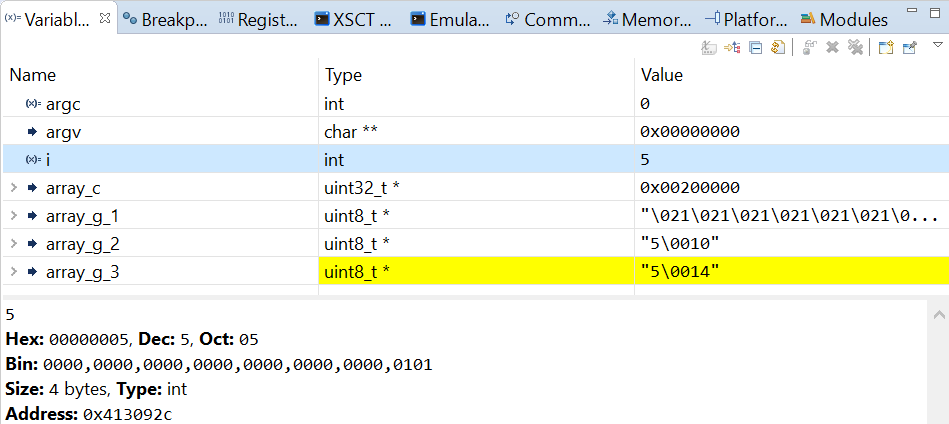 (x)= Variabl... Breakp... 1010 0101 Regist... XSCT ... Emula... Comm... Memor... Platfor... Modules
Name Type Value
(x)= argc int 0
argv char ** 0x00000000
(x)= i int 5
array_c uint32_t * 0x00200000
array_g_1 uint8_t * "\021\021\021\021\021\021\0...
array_g_2 uint8_t * "5\0010"
array_g_3 uint8_t * "5\0014"
5
Hex: 00000005, Dec: 5, Oct: 05
Bin: 0000,0000,0000,0000,0000,0000,0000,0101
Size: 4 bytes, Type: int
Address: 0x413092c